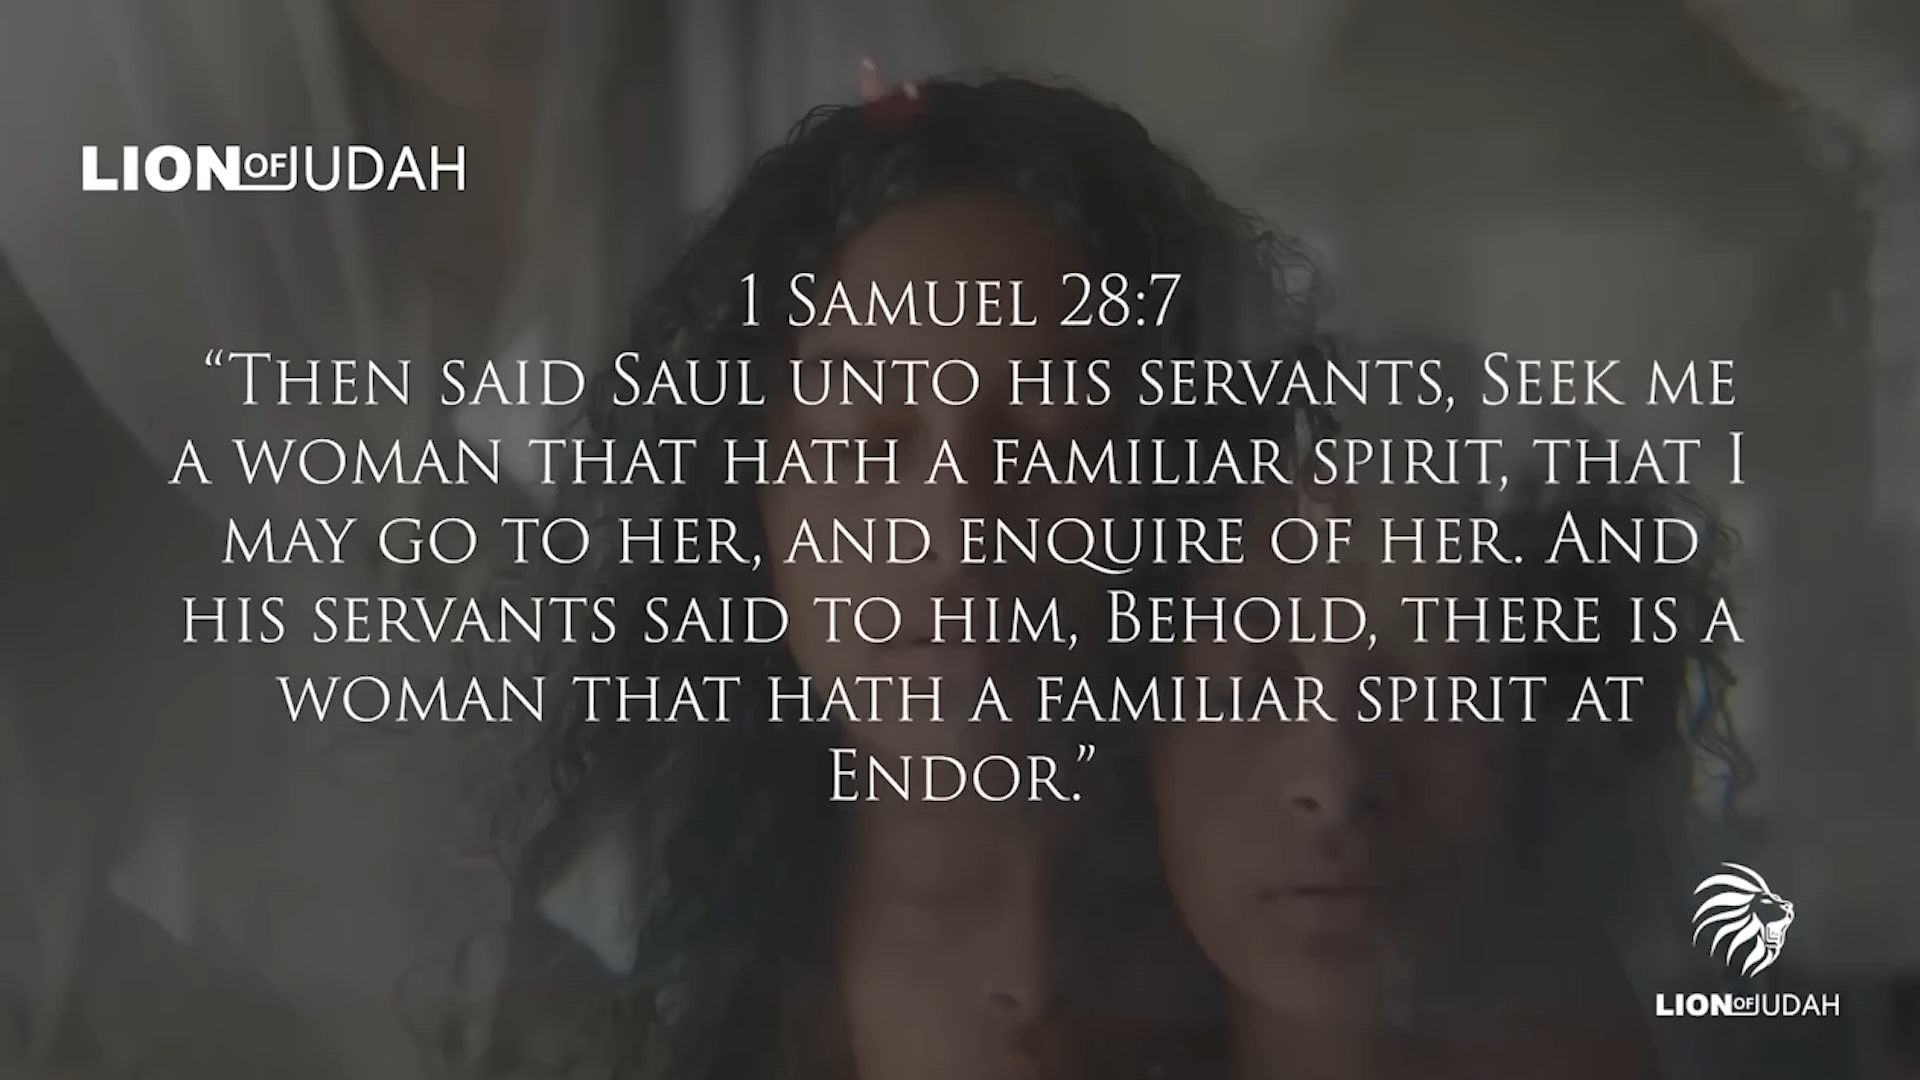 LION OF JUDAH
1 Samuel 28:7
“Then said Saul unto his servants, Seek me
a woman that hath a familiar spirit, that I
may go to her, and enquire of her. And
his servants said to him, Behold, there is a
woman that hath a familiar spirit at
Endor.”
LION OF JUDAH